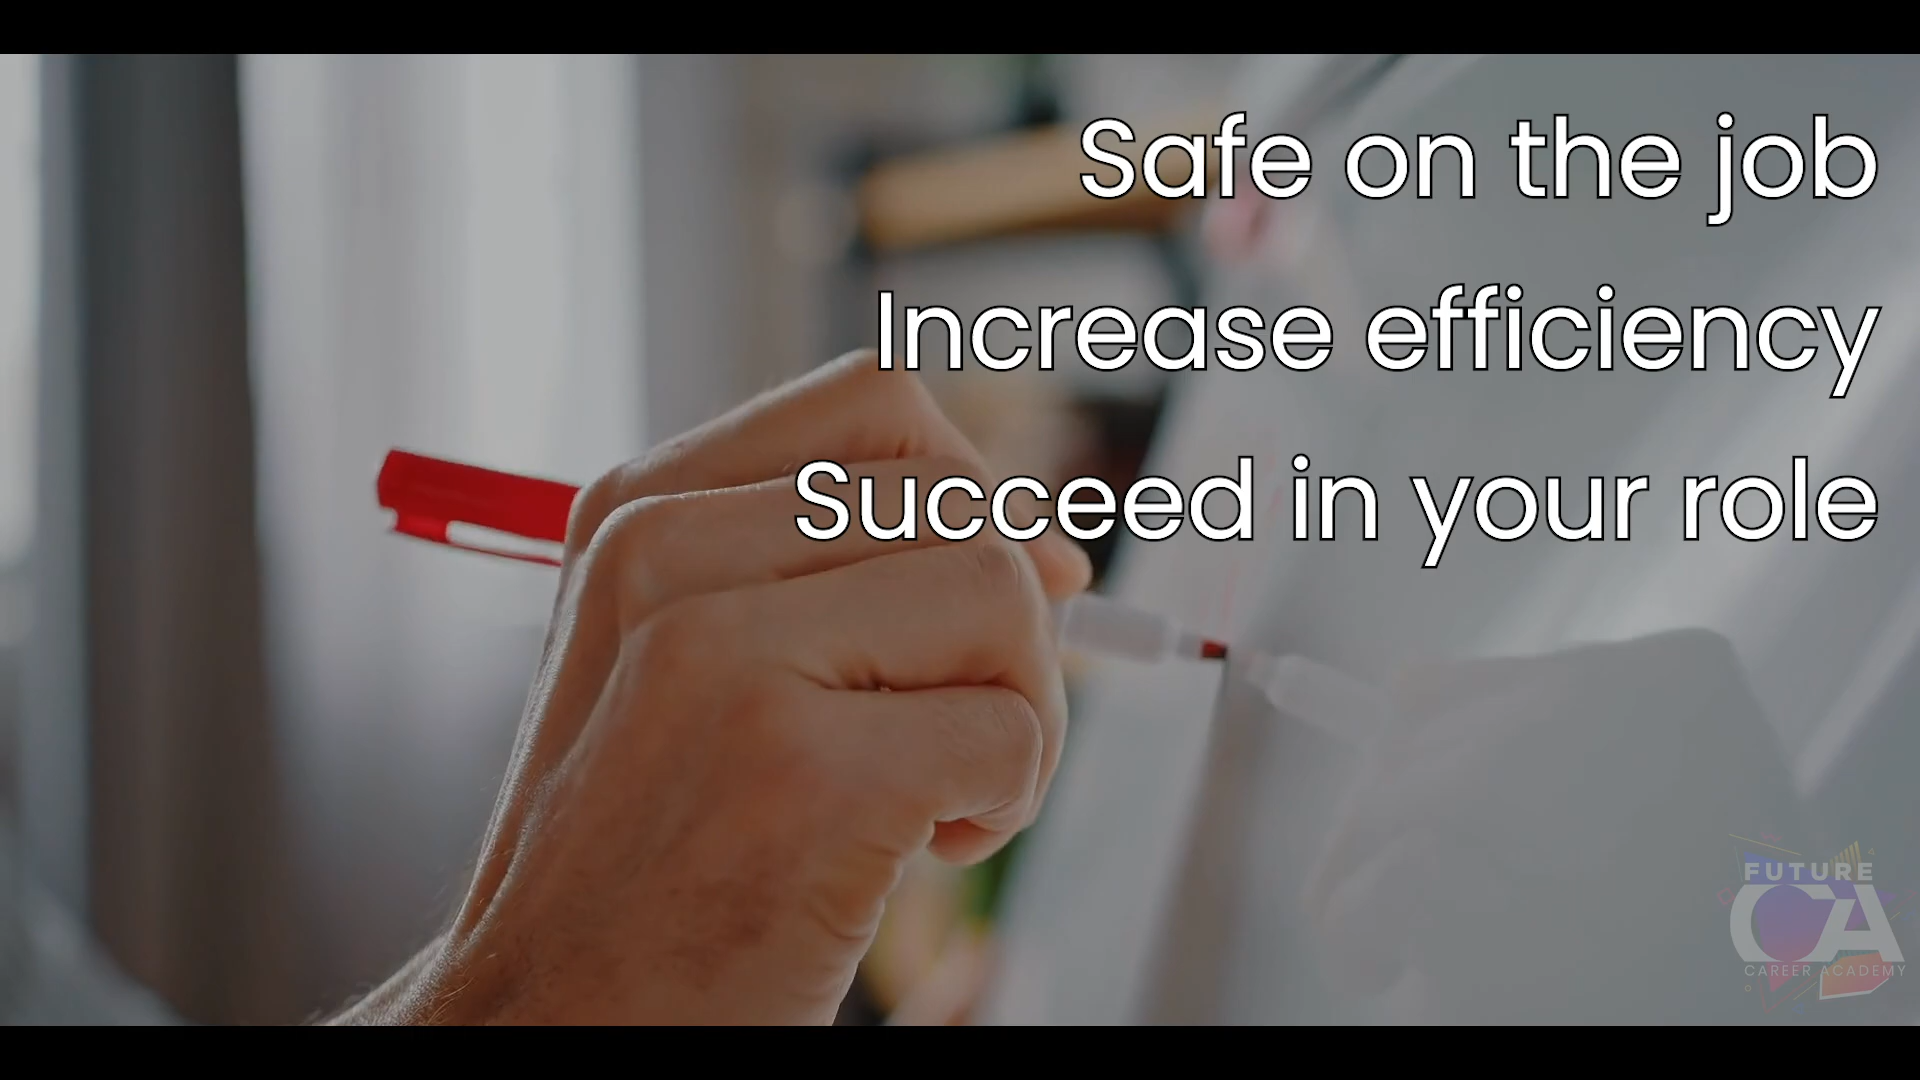 Safe on the job
Increase efficiency
Succeed in your role
FUTURE
CA
CAREER ACADEMY